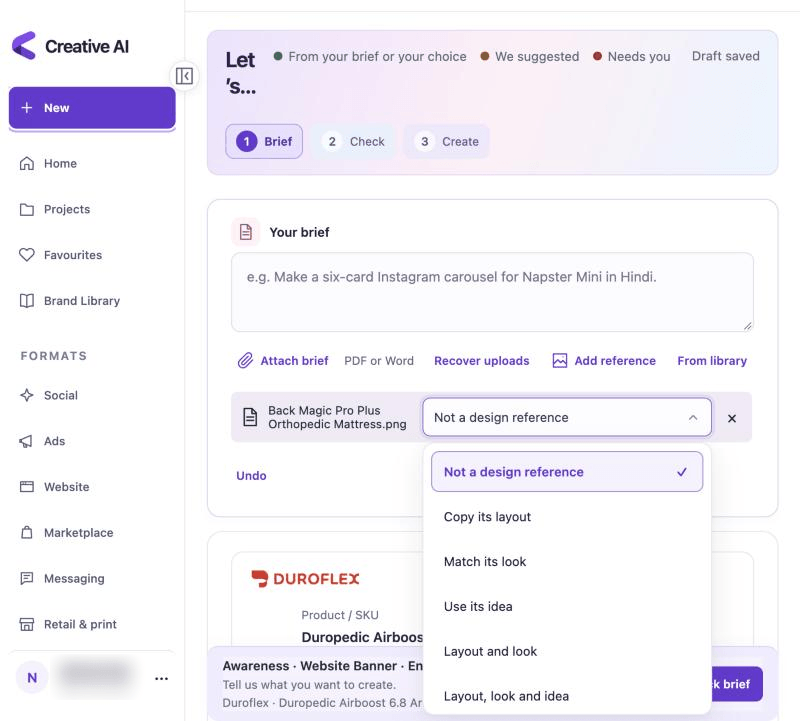 Creative AI
New
Home
Projects
Favourites
Brand Library
FORMATS
Social
Ads
Website
Marketplace
Messaging
Retail & print
N
Let
's...
From your brief or your choice
We suggested
Needs you
Draft saved
1 Brief
2 Check
3 Create
Your brief
e.g. Make a six-card Instagram carousel for Napster Mini in Hindi.
Attach brief
PDF or Word
Recover uploads
Add reference
From library
Back Magic Pro Plus
Orthopedic Mattress.png
Not a design reference
Undo
Not a design reference
Copy its layout
Match its look
Use its idea
Layout and look
Layout, look and idea
DUROFLEX
Product / SKU
Duropedic Airboos
Awareness · Website Banner · En
Tell us what you want to create.
Duroflex · Duropedic Airboost 6.8 Ar
k brief